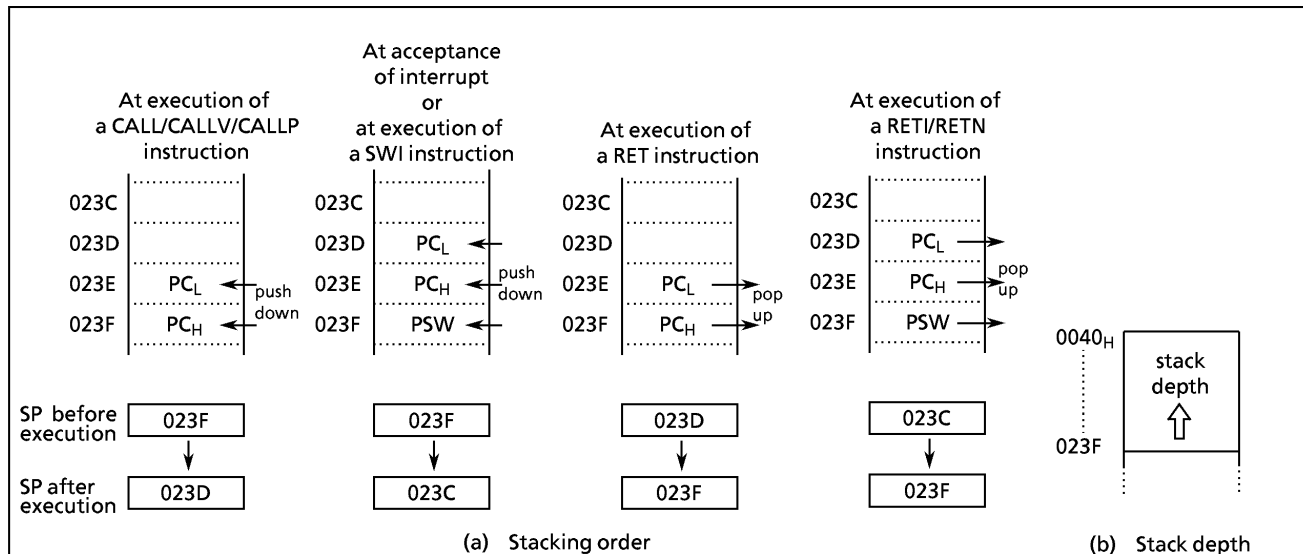 At execution of
a CALL/CALLV/CALLP
instruction
023C
023D
023E PCL
023F PCH
push
down
SP before
execution
023F
SP after
execution
023D
At acceptance
of interrupt
or
at execution of
a SWI instruction
023C
023D PCL
023E PCH
023F PSW
push
down
023F
023C
At execution of
a RET instruction
023C
023D
023E PCL
023F PCH
pop
up
023D
023F
At execution of
a RETI/RETN
instruction
023C
023D PCL
023E PCH
023F PSW
pop
up
023C
023F
(a) Stacking order
0040H
stack
depth
023F
(b) Stack depth